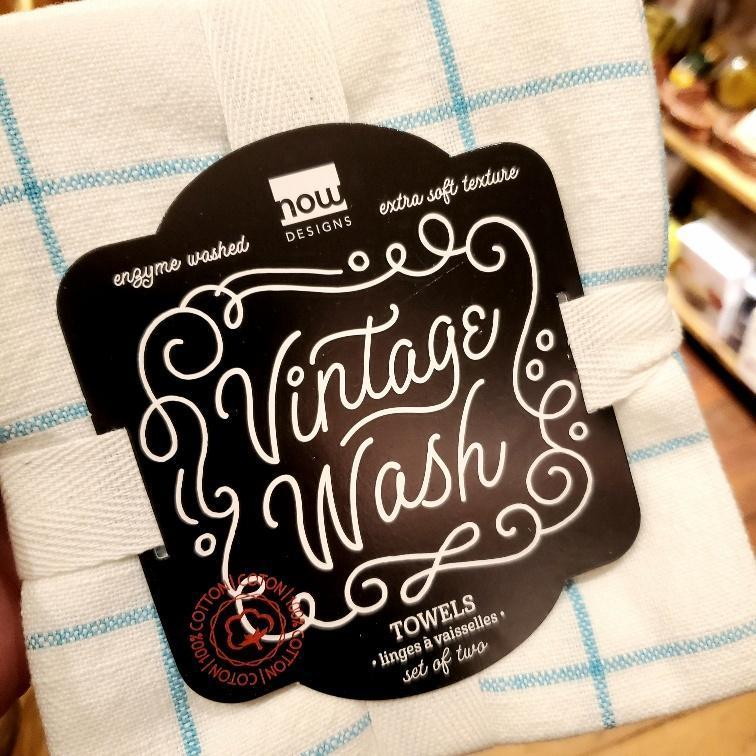 now
DESIGNS
enzyme washed
extra soft texture
Vintage
Wash
TOWELS
• linges à vaisselles •
set of two
100% COTTON | COTON | 100% COTTON | COTON |